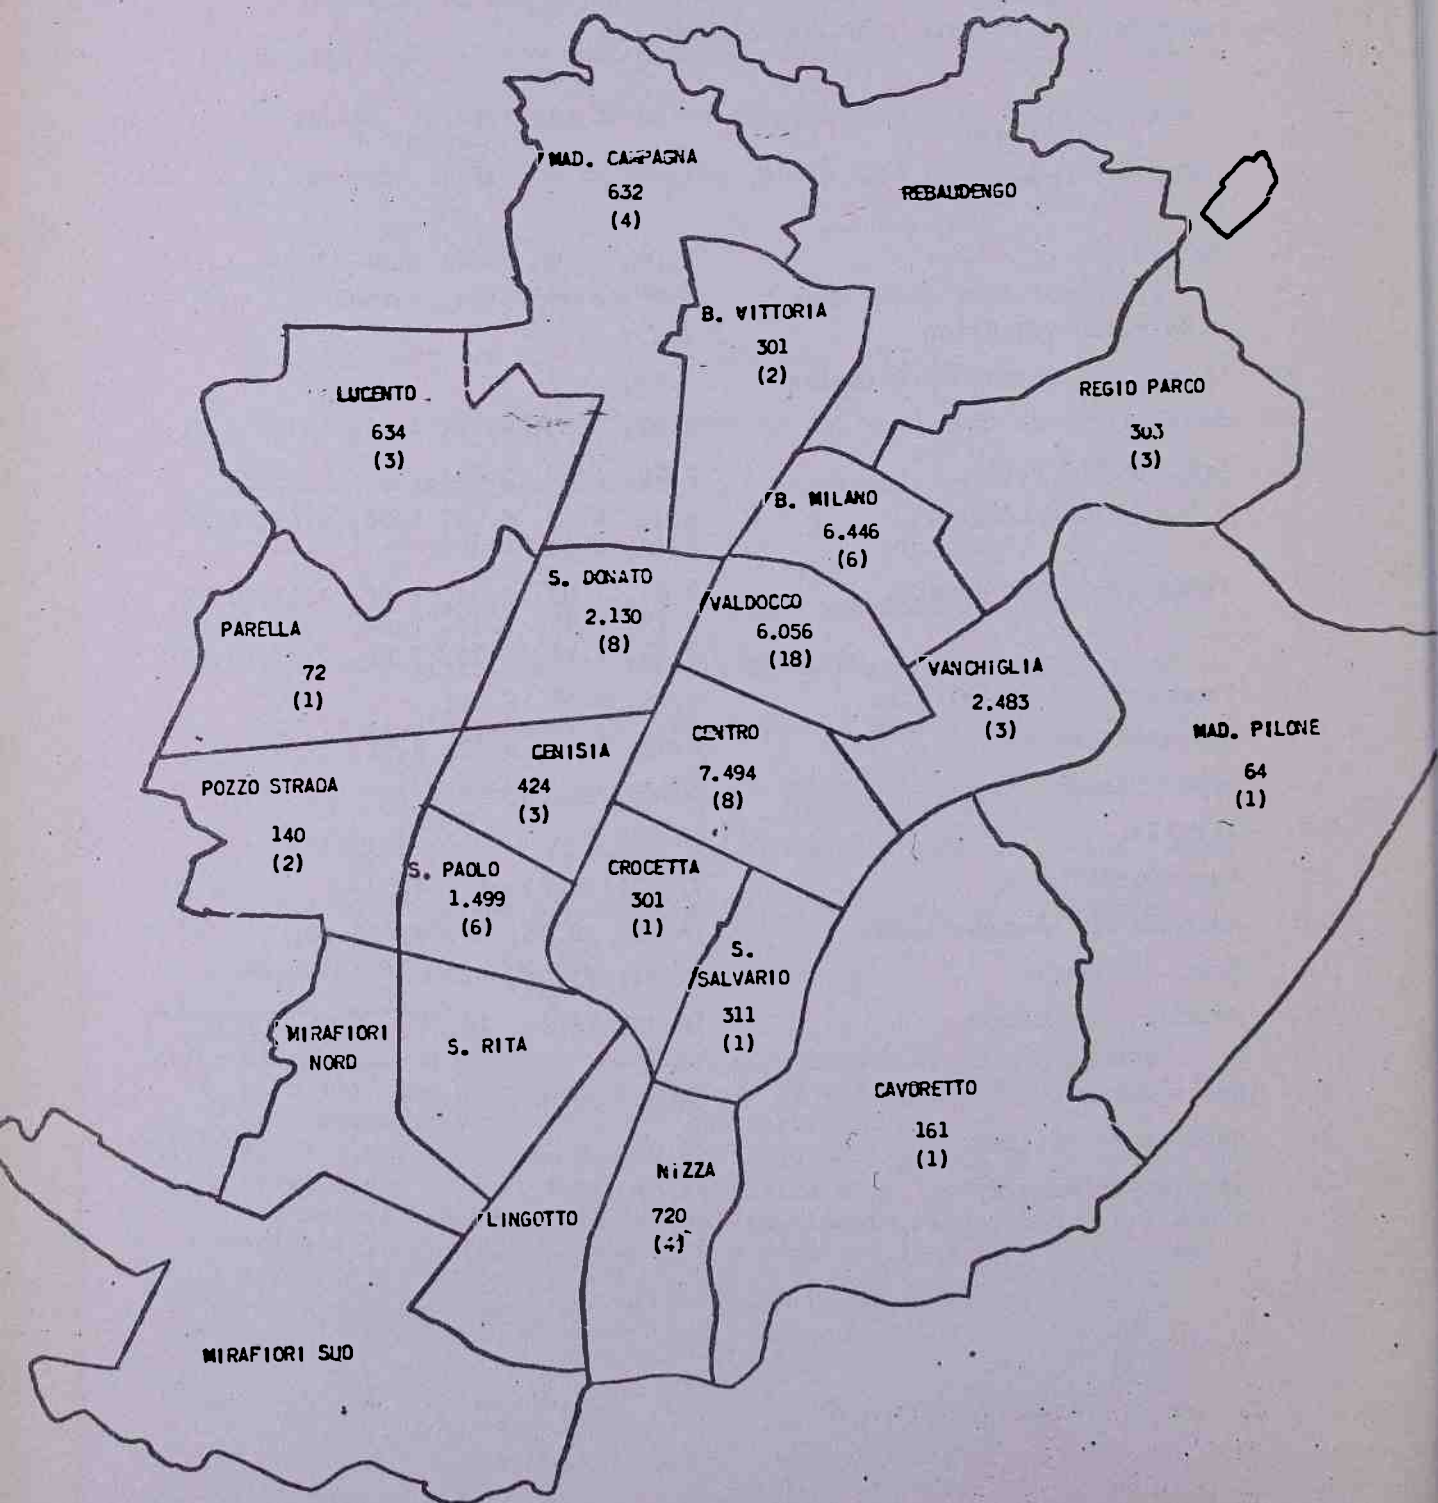 MAD. CAMPAGNA
632
(4)
REBAUDENGO
B. VITTORIA
301
(2)
LUCENTO
634
(3)
REGIO PARCO
303
(3)
B. MILANO
6.446
(6)
S. DONATO
2.130
(8)
VALDOCCO
6.056
(18)
PARELLA
72
(1)
VANCHIGLIA
2.483
(3)
MAD. PILONE
64
(1)
CENISIA
424
(3)
CENTRO
7.494
(8)
POZZO STRADA
140
(2)
S. PAOLO
1.499
(6)
CROCETTA
301
(1)
S.
SALVARIO
311
(1)
MIRAFIORI
NORD
S. RITA
CAVORETTO
161
(1)
NIZZA
720
(4)
LINGOTTO
MIRAFIORI SUD